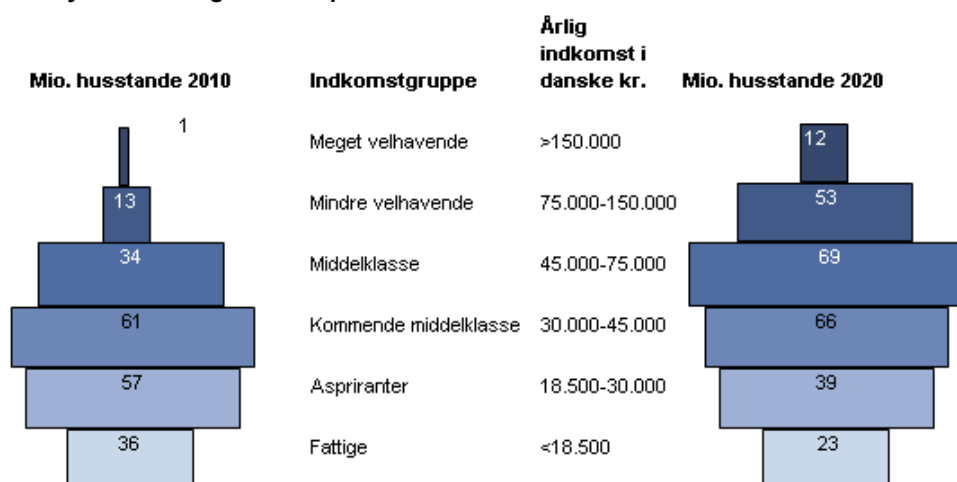 Årlig
indkomst i
Mio. husstande 2010 Indkomstgruppe danske kr. Mio. husstande 2020
1 Meget velhavende >150.000 12
13 Mindre velhavende 75.000-150.000 53
34 Middelklasse 45.000-75.000 69
61 Kommende middelklasse 30.000-45.000 66
57 Aspriranter 18.500-30.000 39
36 Fattige <18.500 23